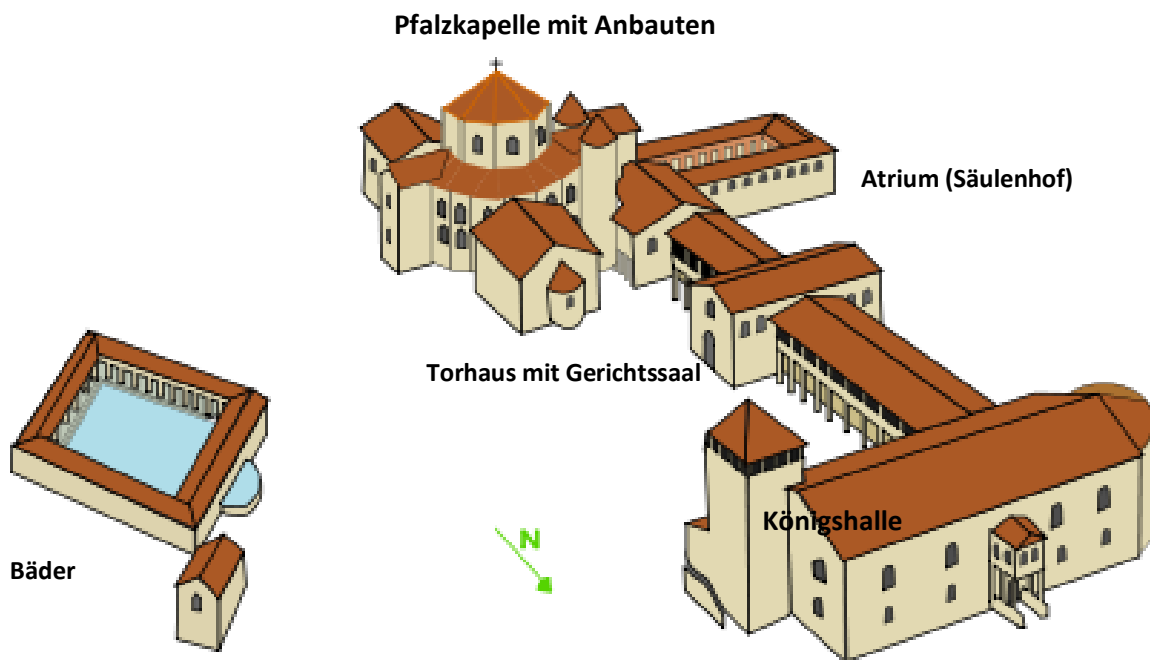 Pfalzkapelle mit Anbauten
Atrium (Säulenhof)
Torhaus mit Gerichtssaal
Königshalle
N
Bäder